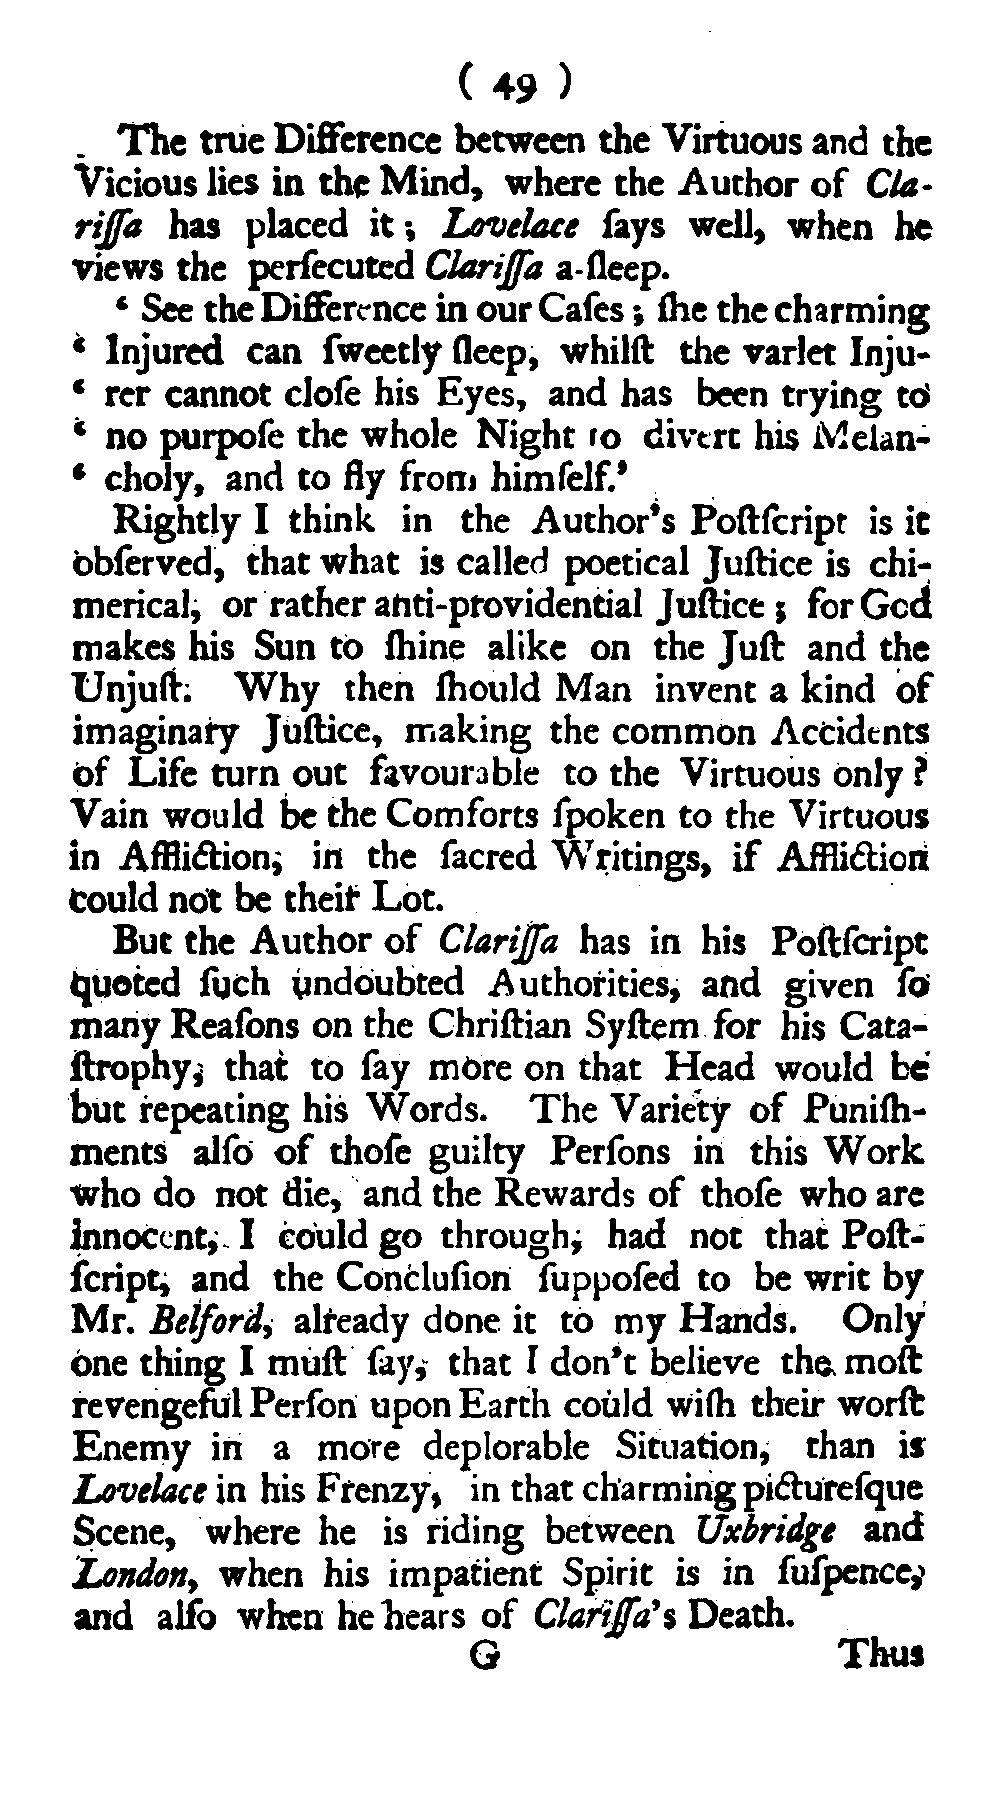 ( 49 )
The true Difference between the Virtuous and the
Vicious lies in the Mind, where the Author of Cla-
riſſa has placed it; Lovelace ſays well, when he
views the perſecuted Clariſſa a-ſleep.
‘ See the Difference in our Caſes; ſhe the charming
‘ Injured can ſweetly ſleep, whilſt the varlet Inju-
‘ rer cannot cloſe his Eyes, and has been trying to
‘ no purpoſe the whole Night to divert his Melan-
‘ choly, and to fly from himſelf.’
Rightly I think in the Author's Poſtſcript is it
obſerved, that what is called poetical Juſtice is chi-
merical, or rather anti-providential Juſtice; for God
makes his Sun to ſhine alike on the Juſt and the
Unjuſt. Why then ſhould Man invent a kind of
imaginary Juſtice, making the common Accidents
of Life turn out favourable to the Virtuous only?
Vain would be the Comforts ſpoken to the Virtuous
in Affliction, in the ſacred Writings, if Affliction
could not be their Lot.
But the Author of Clariſſa has in his Poſtſcript
quoted ſuch undoubted Authorities, and given ſo
many Reaſons on the Chriſtian Syſtem for his Cata-
ſtrophy, that to ſay more on that Head would be
but repeating his Words. The Variety of Puniſh-
ments alſo of thoſe guilty Perſons in this Work
who do not die, and the Rewards of thoſe who are
innocent, I could go through, had not that Poſt-
ſcript, and the Concluſion ſuppoſed to be writ by
Mr. Belford, already done it to my Hands. Only
one thing I muſt ſay, that I don't believe the moſt
revengeful Perſon upon Earth could wiſh their worſt
Enemy in a more deplorable Situation, than is
Lovelace in his Frenzy, in that charming pictureſque
Scene, where he is riding between Uxbridge and
London, when his impatient Spirit is in ſuſpence,
and alſo when he hears of Clariſſa's Death.
G Thus